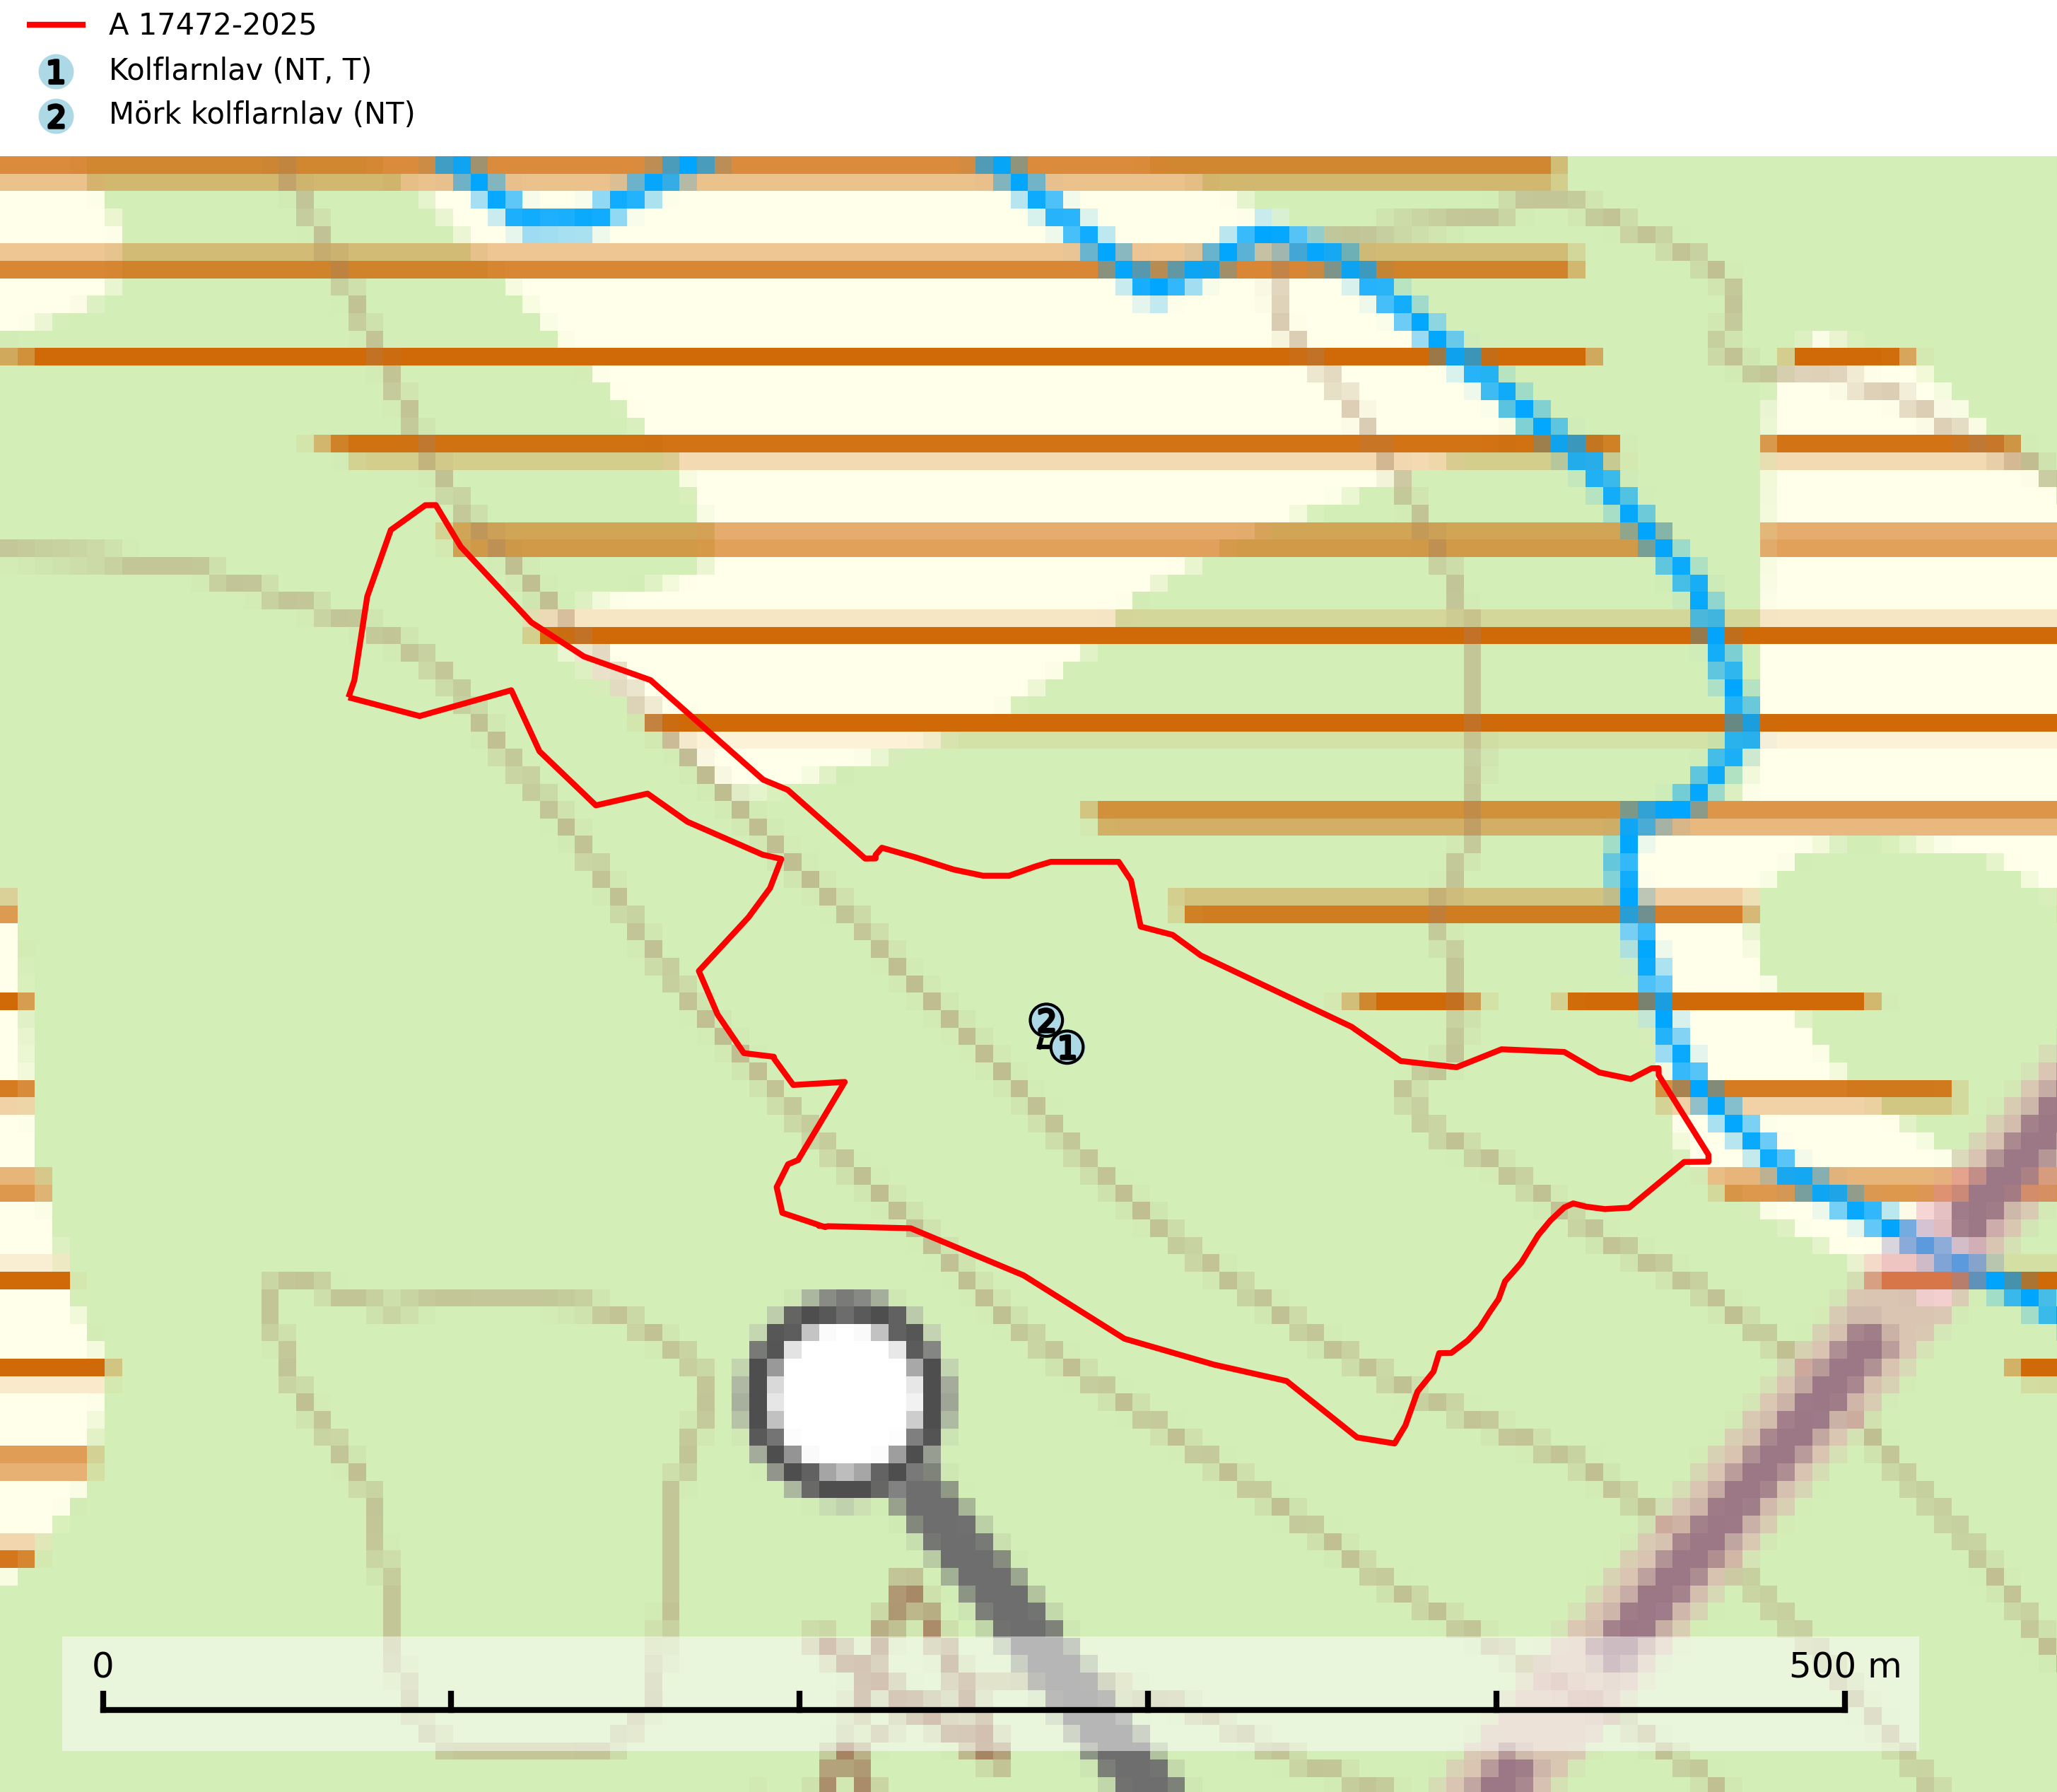 A 17472-2025
1 Kolflarnlav (NT, T)
2 Mörk kolflarnlav (NT)
2
1
0 500 m